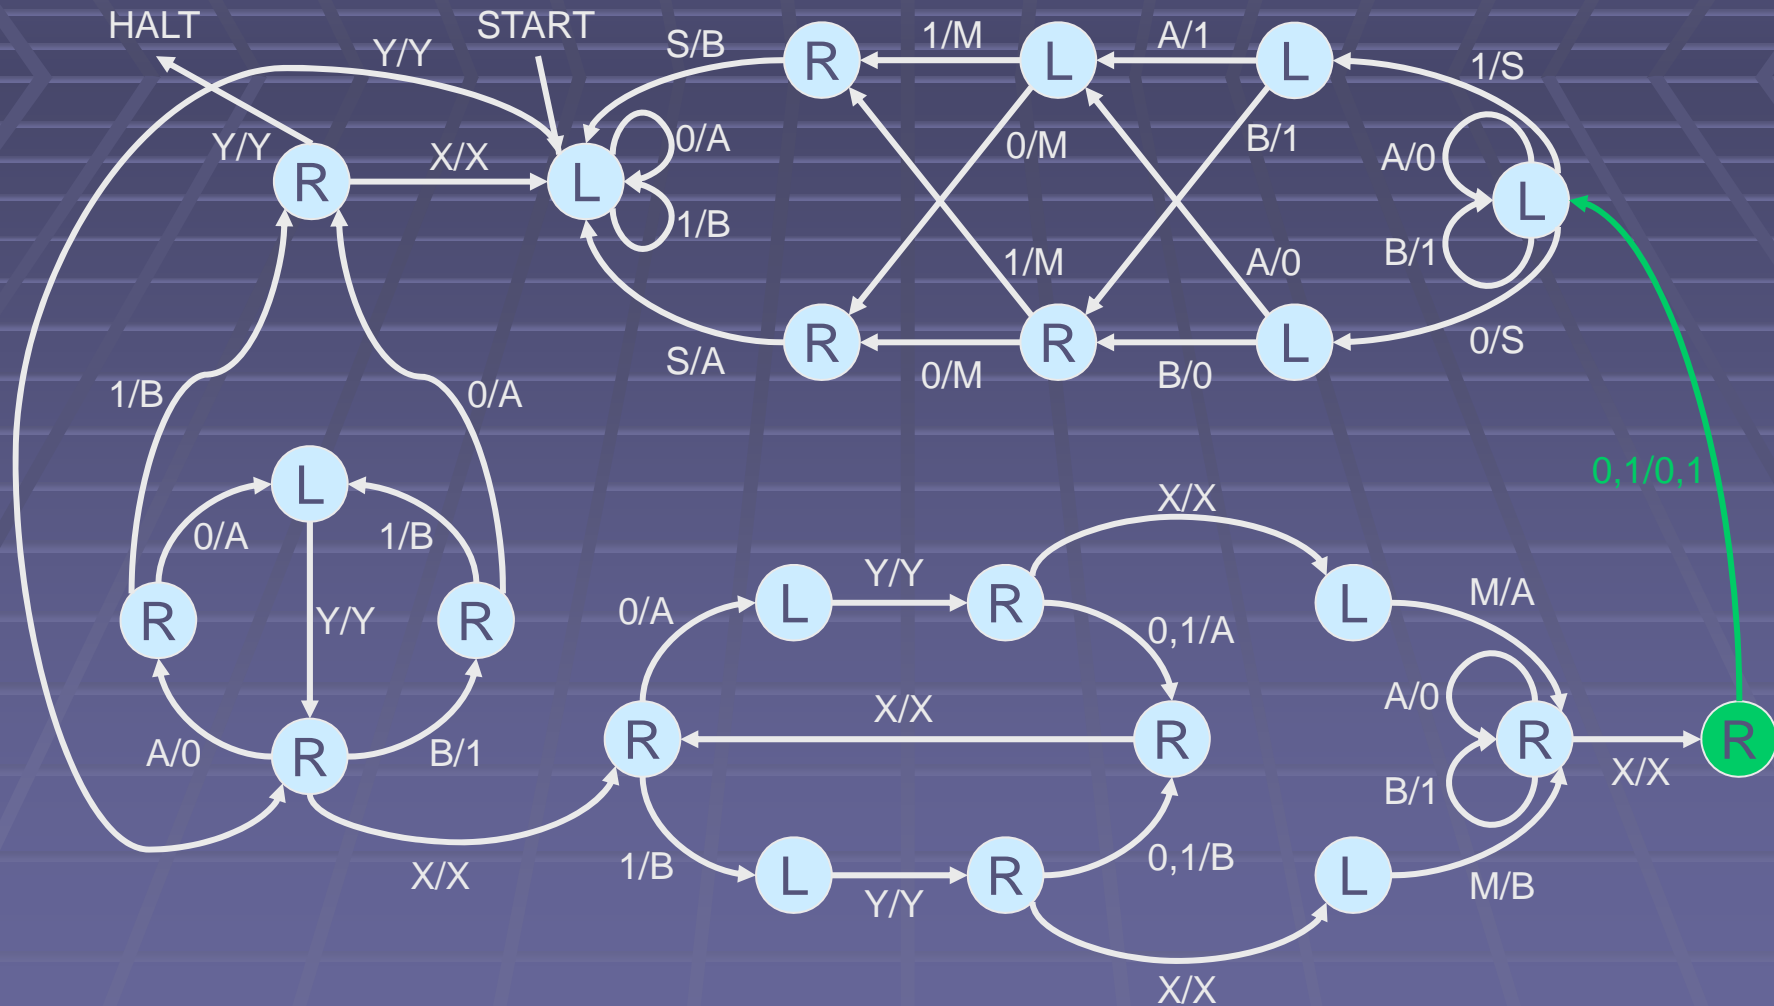 HALT
Y/Y
START
S/B
1/M
A/1
1/S
R
L
L
Y/Y
X/X
0/A
0/M
B/1
A/0
R
L
L
1/B
1/M
A/0
B/1
R
R
L
S/A
0/M
B/0
0/S
1/B
0/A
0,1/0,1
L
0/A
1/B
X/X
Y/Y
R
Y/Y
R
0/A
L
R
0,1/A
L
M/A
X/X
A/0
A/0
R
B/1
R
R
R
R
X/X
B/1
X/X
1/B
L
Y/Y
R
0,1/B
L
M/B
X/X